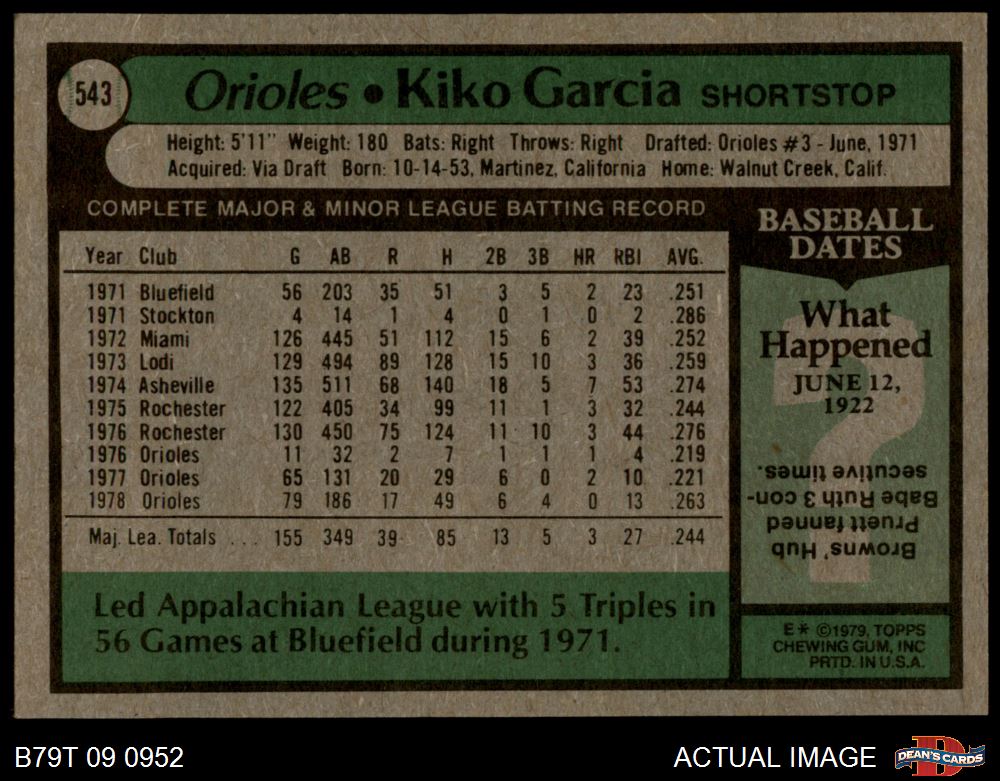 543
Orioles • Kiko Garcia SHORTSTOP
Height: 5'11" Weight: 180 Bats: Right Throws: Right Drafted: Orioles #3 - June, 1971
Acquired: Via Draft Born: 10-14-53, Martinez, California Home: Walnut Creek, Calif.
COMPLETE MAJOR & MINOR LEAGUE BATTING RECORD
Year Club G AB R H 2B 3B HR RBI AVG.
1971 Bluefield 56 203 35 51 3 5 2 23 .251
1971 Stockton 4 14 1 4 0 1 0 2 .286
1972 Miami 126 445 51 112 15 6 2 39 .252
1973 Lodi 129 494 89 128 15 10 3 36 .259
1974 Asheville 135 511 68 140 18 5 7 53 .274
1975 Rochester 122 405 34 99 11 1 3 32 .244
1976 Rochester 130 450 75 124 11 10 3 44 .276
1976 Orioles 11 32 2 7 1 1 1 4 .219
1977 Orioles 65 131 20 29 6 0 2 10 .221
1978 Orioles 79 186 17 49 6 4 0 13 .263
Maj. Lea. Totals . . . 155 349 39 85 13 5 3 27 .244
Led Appalachian League with 5 Triples in
56 Games at Bluefield during 1971.
BASEBALL
DATES
What
Happened
JUNE 12,
1922
?
Browns' Hub
Pruett fanned
Babe Ruth 3 con-
secutive times.
E* ©1979, TOPPS
CHEWING GUM, INC
PRTD. IN U.S.A.
B79T 09 0952
ACTUAL IMAGE
D
DEAN'S CARDS